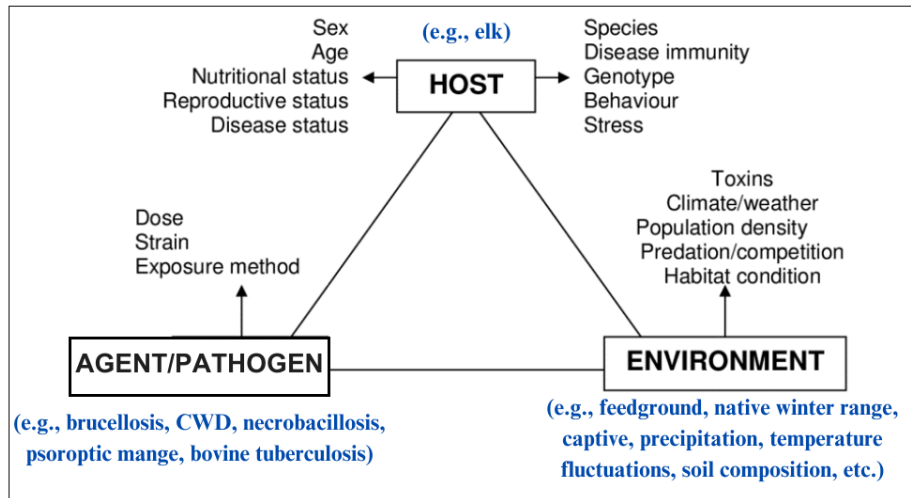 Sex
Age
Nutritional status
Reproductive status
Disease status
(e.g., elk)
HOST
Species
Disease immunity
Genotype
Behaviour
Stress
Dose
Strain
Exposure method
Toxins
Climate/weather
Population density
Predation/competition
Habitat condition
AGENT/PATHOGEN
(e.g., brucellosis, CWD, necrobacillosis,
psoroptic mange, bovine tuberculosis)
ENVIRONMENT
(e.g., feedground, native winter range,
captive, precipitation, temperature
fluctuations, soil composition, etc.)